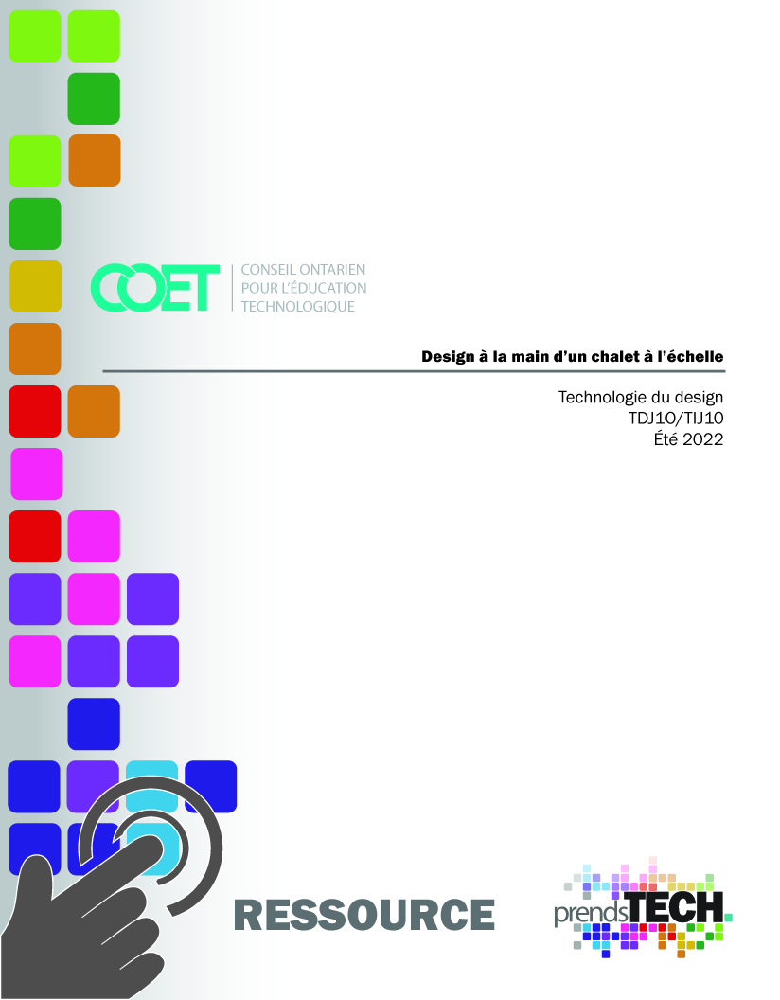 COET
CONSEIL ONTARIEN
POUR L’ÉDUCATION
TECHNOLOGIQUE
Design à la main d’un chalet à l’échelle
Technologie du design
TDJ10/TIJ10
Été 2022
RESSOURCE
prendsTECH